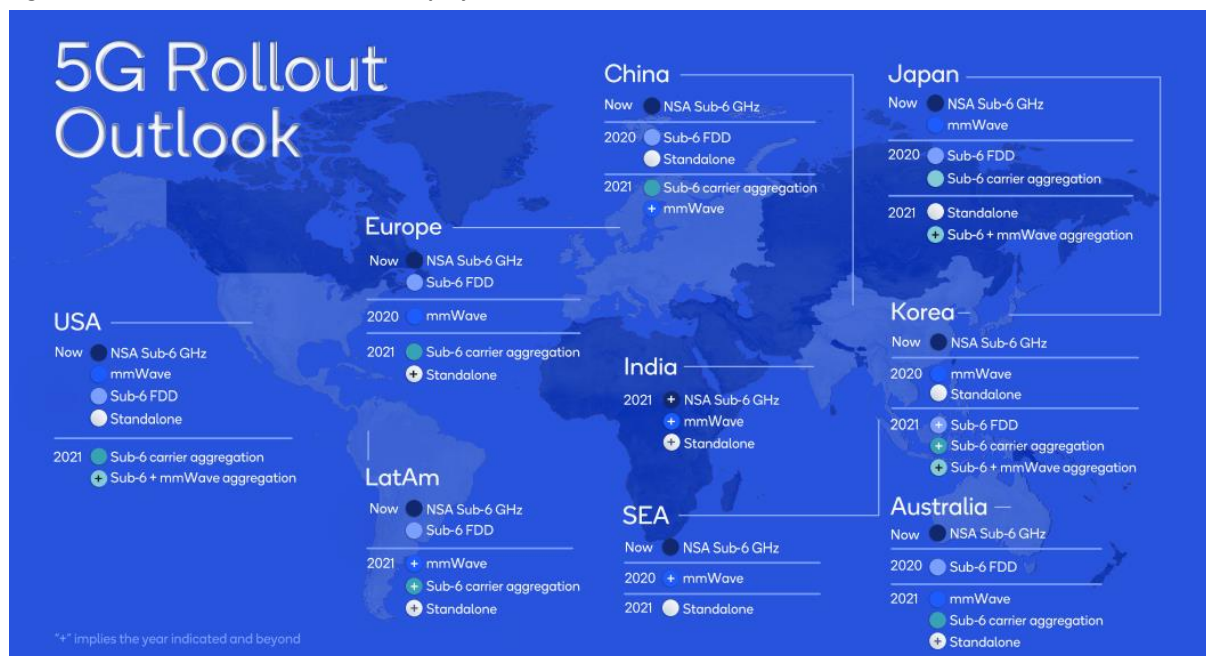 5G Rollout
Outlook
USA
Now NSA Sub-6 GHz
mmWave
Sub-6 FDD
Standalone
2021 Sub-6 carrier aggregation
+ Sub-6 + mmWave aggregation
Europe
Now NSA Sub-6 GHz
Sub-6 FDD
2020 mmWave
2021 Sub-6 carrier aggregation
+ Standalone
LatAm
Now NSA Sub-6 GHz
Sub-6 FDD
2021 + mmWave
+ Sub-6 carrier aggregation
+ Standalone
China
Now NSA Sub-6 GHz
2020 Sub-6 FDD
Standalone
2021 Sub-6 carrier aggregation
+ mmWave
India
2021 + NSA Sub-6 GHz
+ mmWave
+ Standalone
SEA
Now NSA Sub-6 GHz
2020 + mmWave
2021 Standalone
Japan
Now NSA Sub-6 GHz
mmWave
2020 Sub-6 FDD
Sub-6 carrier aggregation
2021 Standalone
+ Sub-6 + mmWave aggregation
Korea
Now NSA Sub-6 GHz
2020 mmWave
Standalone
2021 + Sub-6 FDD
+ Sub-6 carrier aggregation
+ Sub-6 + mmWave aggregation
Australia
Now NSA Sub-6 GHz
2020 Sub-6 FDD
2021 mmWave
Sub-6 carrier aggregation
+ Standalone
"+" implies the year indicated and beyond